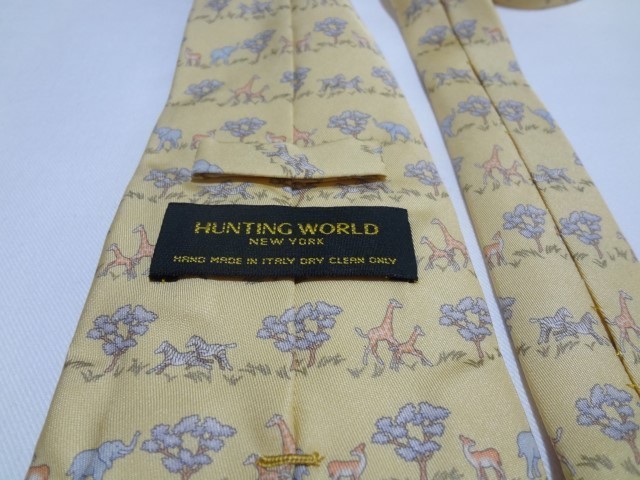 HUNTING WORLD
NEW YORK
HAND MADE IN ITALY DRY CLEAN ONLY